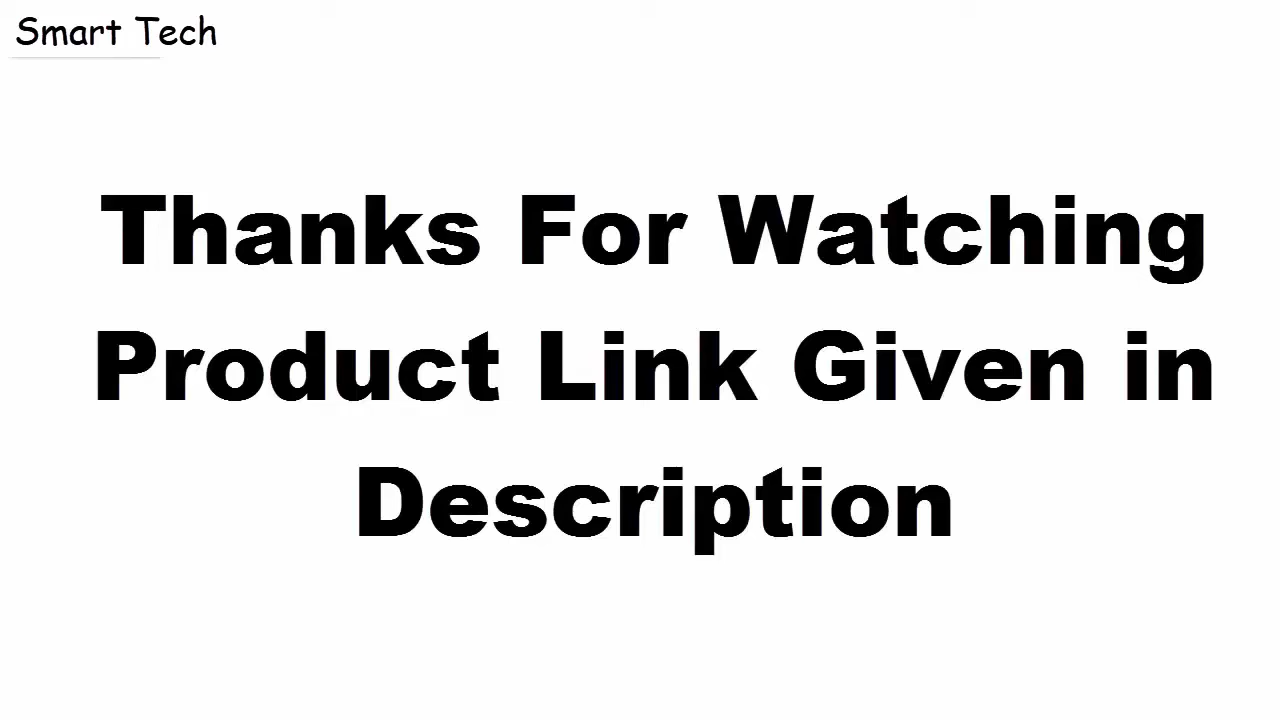 Smart Tech
Thanks For Watching
Product Link Given in
Description